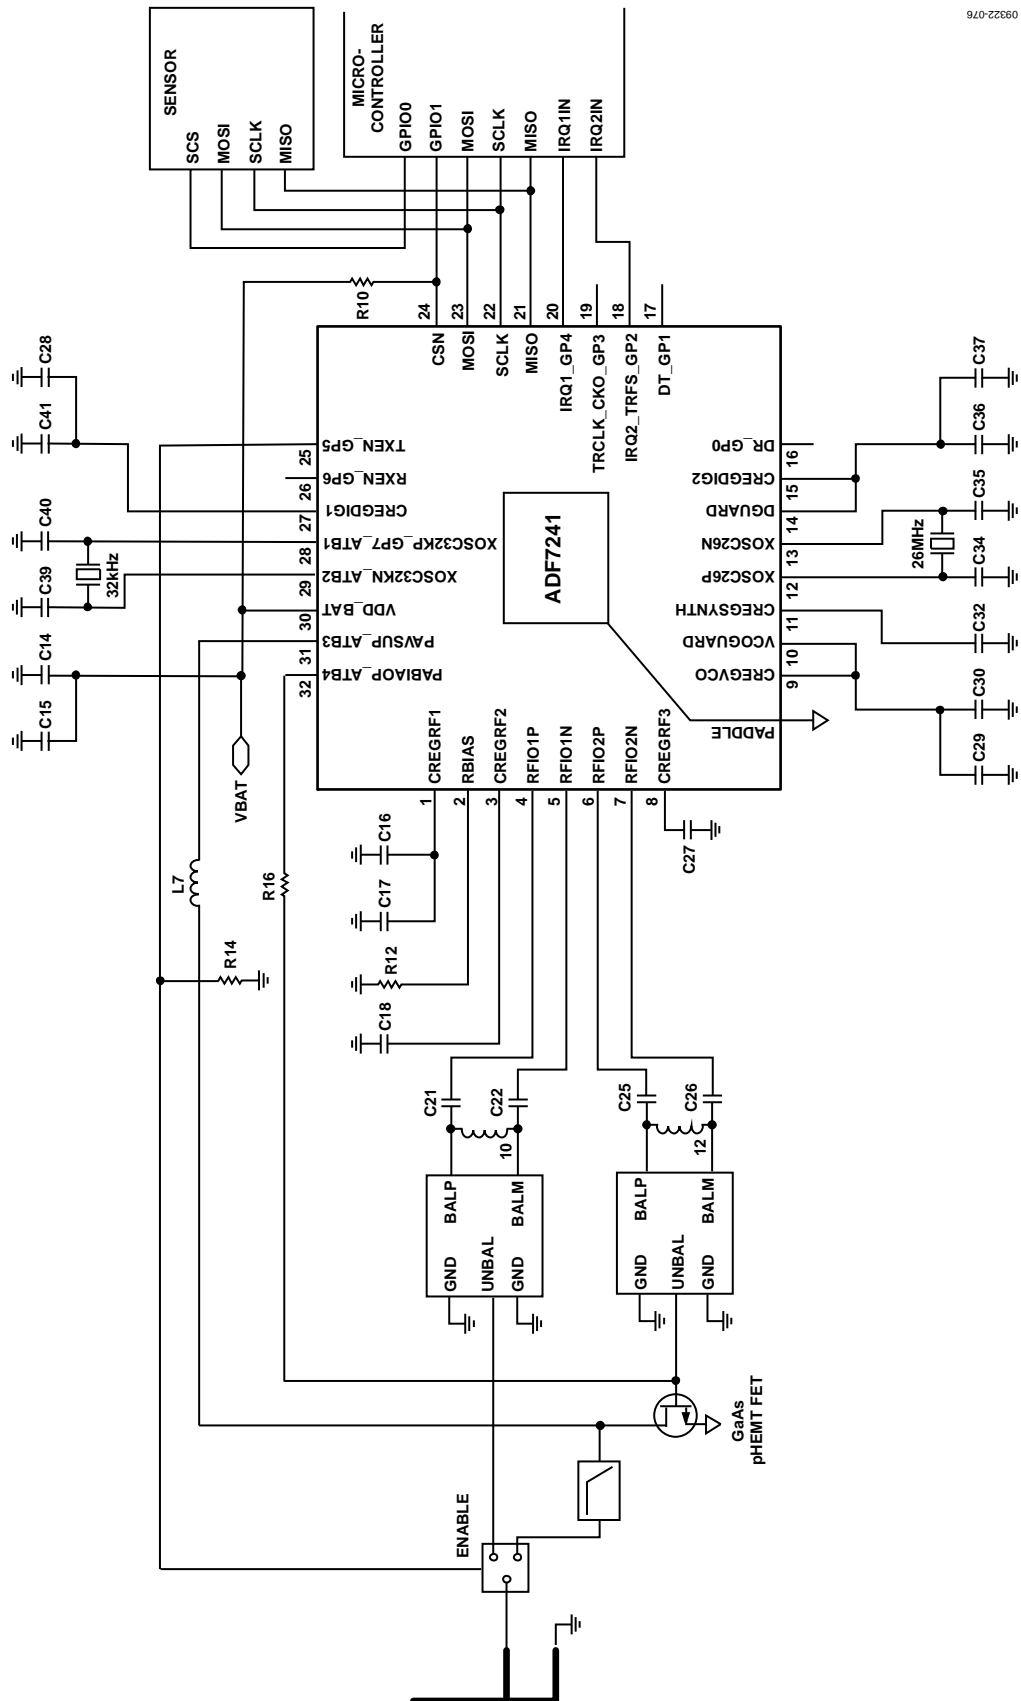 09322-076
SENSOR
SCS
MOSI
SCLK
MISO
MICRO-
CONTROLLER
GPIO0
GPIO1
MOSI
SCLK
MISO
IRQ1IN
IRQ2IN
R10
24
23
22
21
20
19
18
17
CSN
MOSI
SCLK
MISO
IRQ1_GP4
TRCLK_CKO_GP3
IRQ2_TRFS_GP2
DT_GP1
C28
C41
C40
32kHz
C39
C14
C15
VBAT
25
26
27
28
29
30
31
32
TXEN_GP5
RXEN_GP6
CREGDIG1
XOSC32KP_GP7_ATB1
XOSC32KN_ATB2
VDD_BAT
PAVSUP_ATB3
PABIAOP_ATB4
ADF7241
DR_GP0
CREGDIG2
DGUARD
XOSC26N
XOSC26P
CREGSYNTH
VCOGUARD
CREGVCO
PADDLE
16
15
14
13
12
11
10
9
C37
C36
C35
26MHz
C34
C32
C30
C29
CREGRF1
RBIAS
CREGRF2
RFIO1P
RFIO1N
RFIO2P
RFIO2N
CREGRF3
1
2
3
4
5
6
7
8
C27
L7
R16
R14
C16
C17
R12
C18
C21
C22
10
C25
C26
12
BALP
BALM
GND
UNBAL
GND
BALP
BALM
GND
UNBAL
GND
GaAs
pHEMT FET
ENABLE